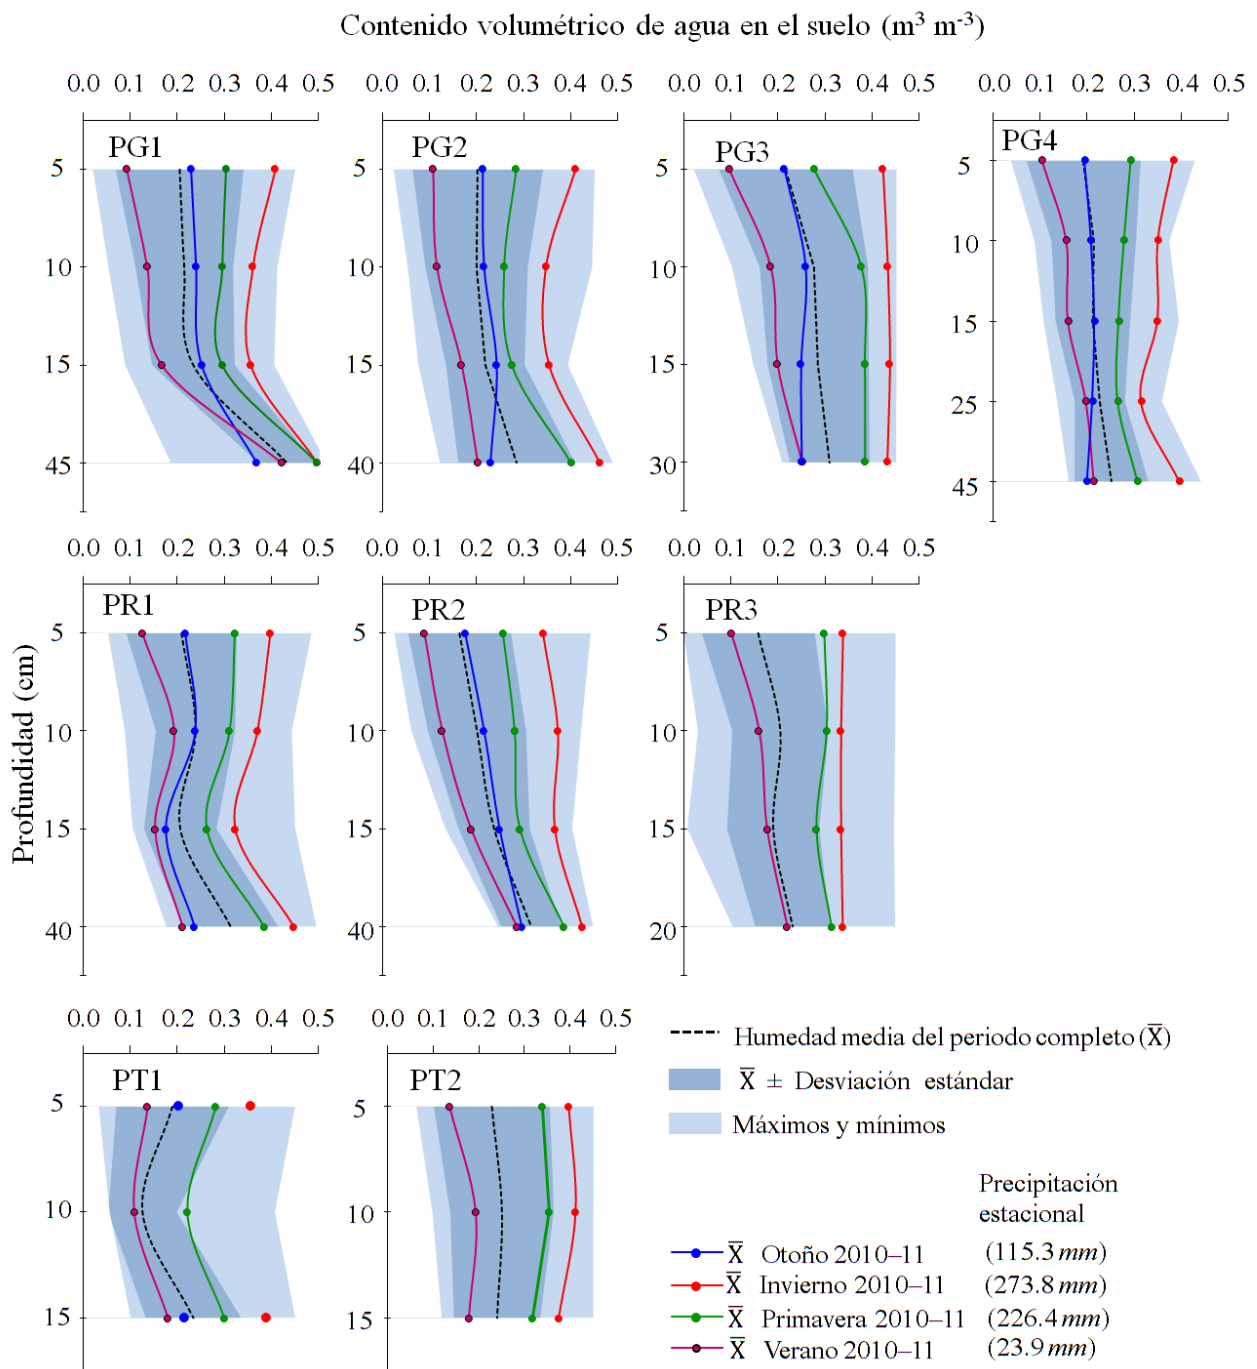 Contenido volumétrico de agua en el suelo (m³ m⁻³)
0.0 0.1 0.2 0.3 0.4 0.5
0.0 0.1 0.2 0.3 0.4 0.5
0.0 0.1 0.2 0.3 0.4 0.5
0.0 0.1 0.2 0.3 0.4 0.5
PG1
5
10
15
45
PG2
5
10
15
40
PG3
5
10
15
30
PG4
5
10
15
25
45
Profundidad (cm)
0.0 0.1 0.2 0.3 0.4 0.5
0.0 0.1 0.2 0.3 0.4 0.5
0.0 0.1 0.2 0.3 0.4 0.5
PR1
5
10
15
40
PR2
5
10
15
40
PR3
5
10
15
20
0.0 0.1 0.2 0.3 0.4 0.5
0.0 0.1 0.2 0.3 0.4 0.5
PT1
5
10
15
PT2
5
10
15
Humedad media del periodo completo (X̅)
X̅ ± Desviación estándar
Máximos y mínimos
Precipitación
estacional
X̅ Otoño 2010–11 (115.3 mm)
X̅ Invierno 2010–11 (273.8 mm)
X̅ Primavera 2010–11 (226.4 mm)
X̅ Verano 2010–11 (23.9 mm)